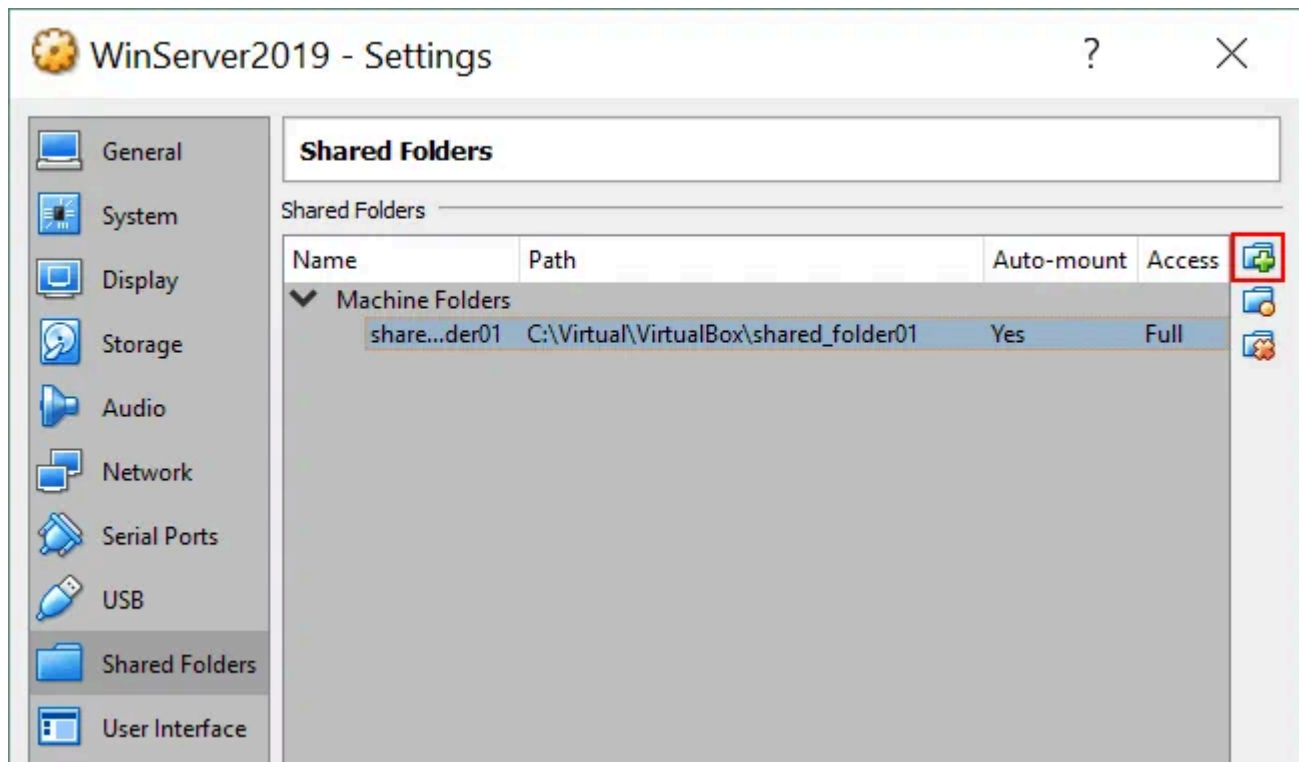 WinServer2019 - Settings ? ×
General
System
Display
Storage
Audio
Network
Serial Ports
USB
Shared Folders
User Interface
Shared Folders
Shared Folders
Name Path Auto-mount Access
Machine Folders
share...der01 C:\Virtual\VirtualBox\shared_folder01 Yes Full